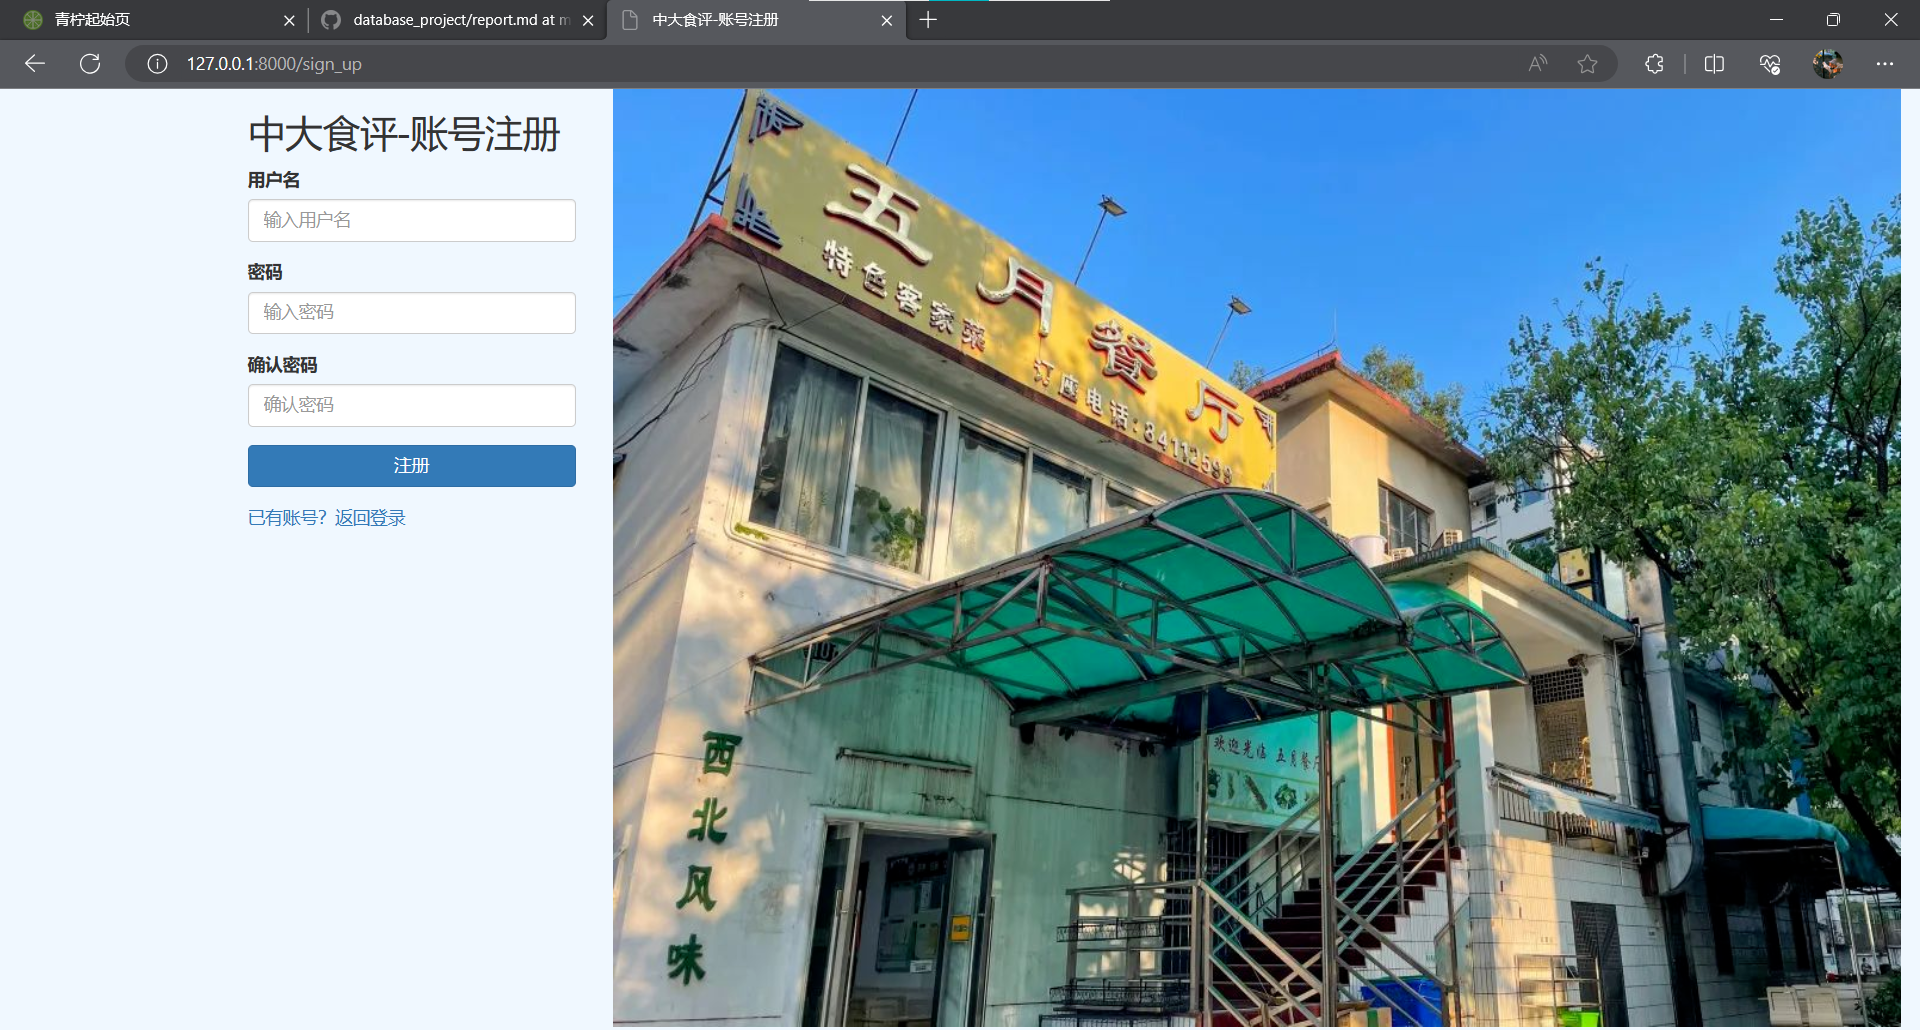 青柠起始页
database_project/report.md at m
中大食评-账号注册
127.0.0.1:8000/sign_up
中大食评-账号注册
用户名
输入用户名
密码
输入密码
确认密码
确认密码
注册
已有账号？返回登录
五月餐厅
特色客家菜
订座电话:84112599
107
欢迎光临 五月餐厅
西北风味